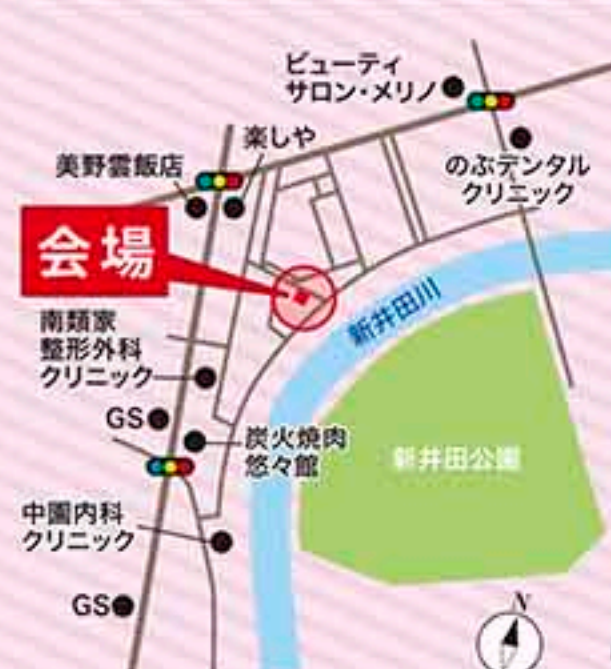 ビューティ
サロン・メリノ
楽しや
美野雲飯店
のぶデンタル
クリニック
会場
南類家
整形外科
クリニック
新井田川
GS
炭火焼肉
悠々館
新井田公園
中園内科
クリニック
GS
N